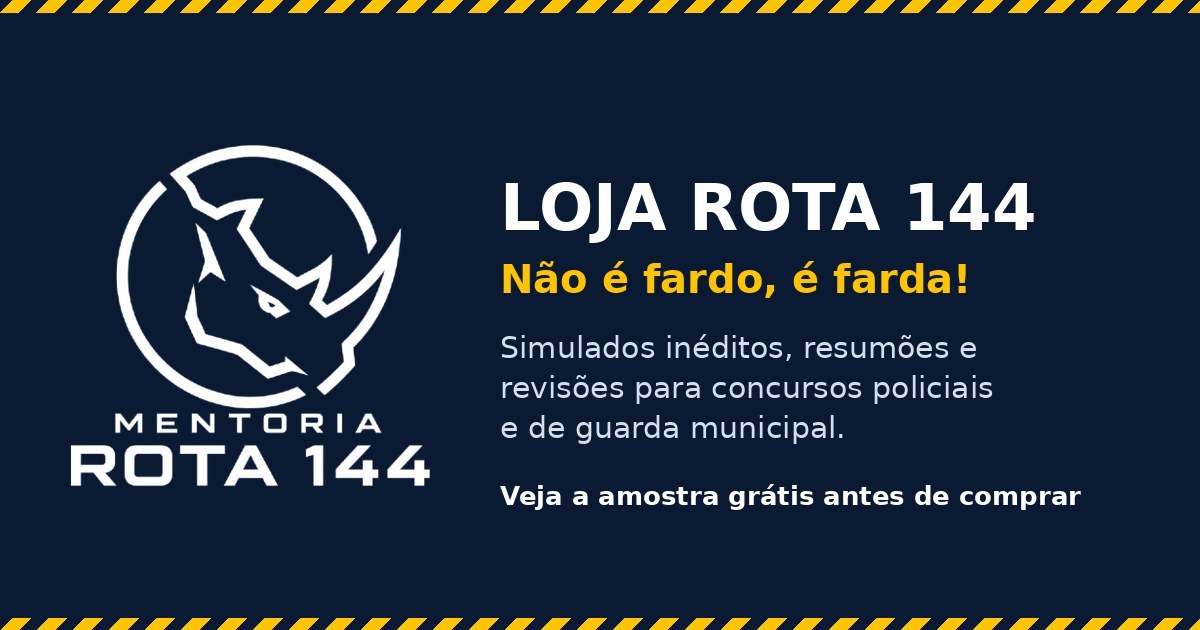 MENTORIA
ROTA 144
LOJA ROTA 144
Não é fardo, é farda!
Simulados inéditos, resumões e
revisões para concursos policiais
e de guarda municipal.
Veja a amostra grátis antes de comprar